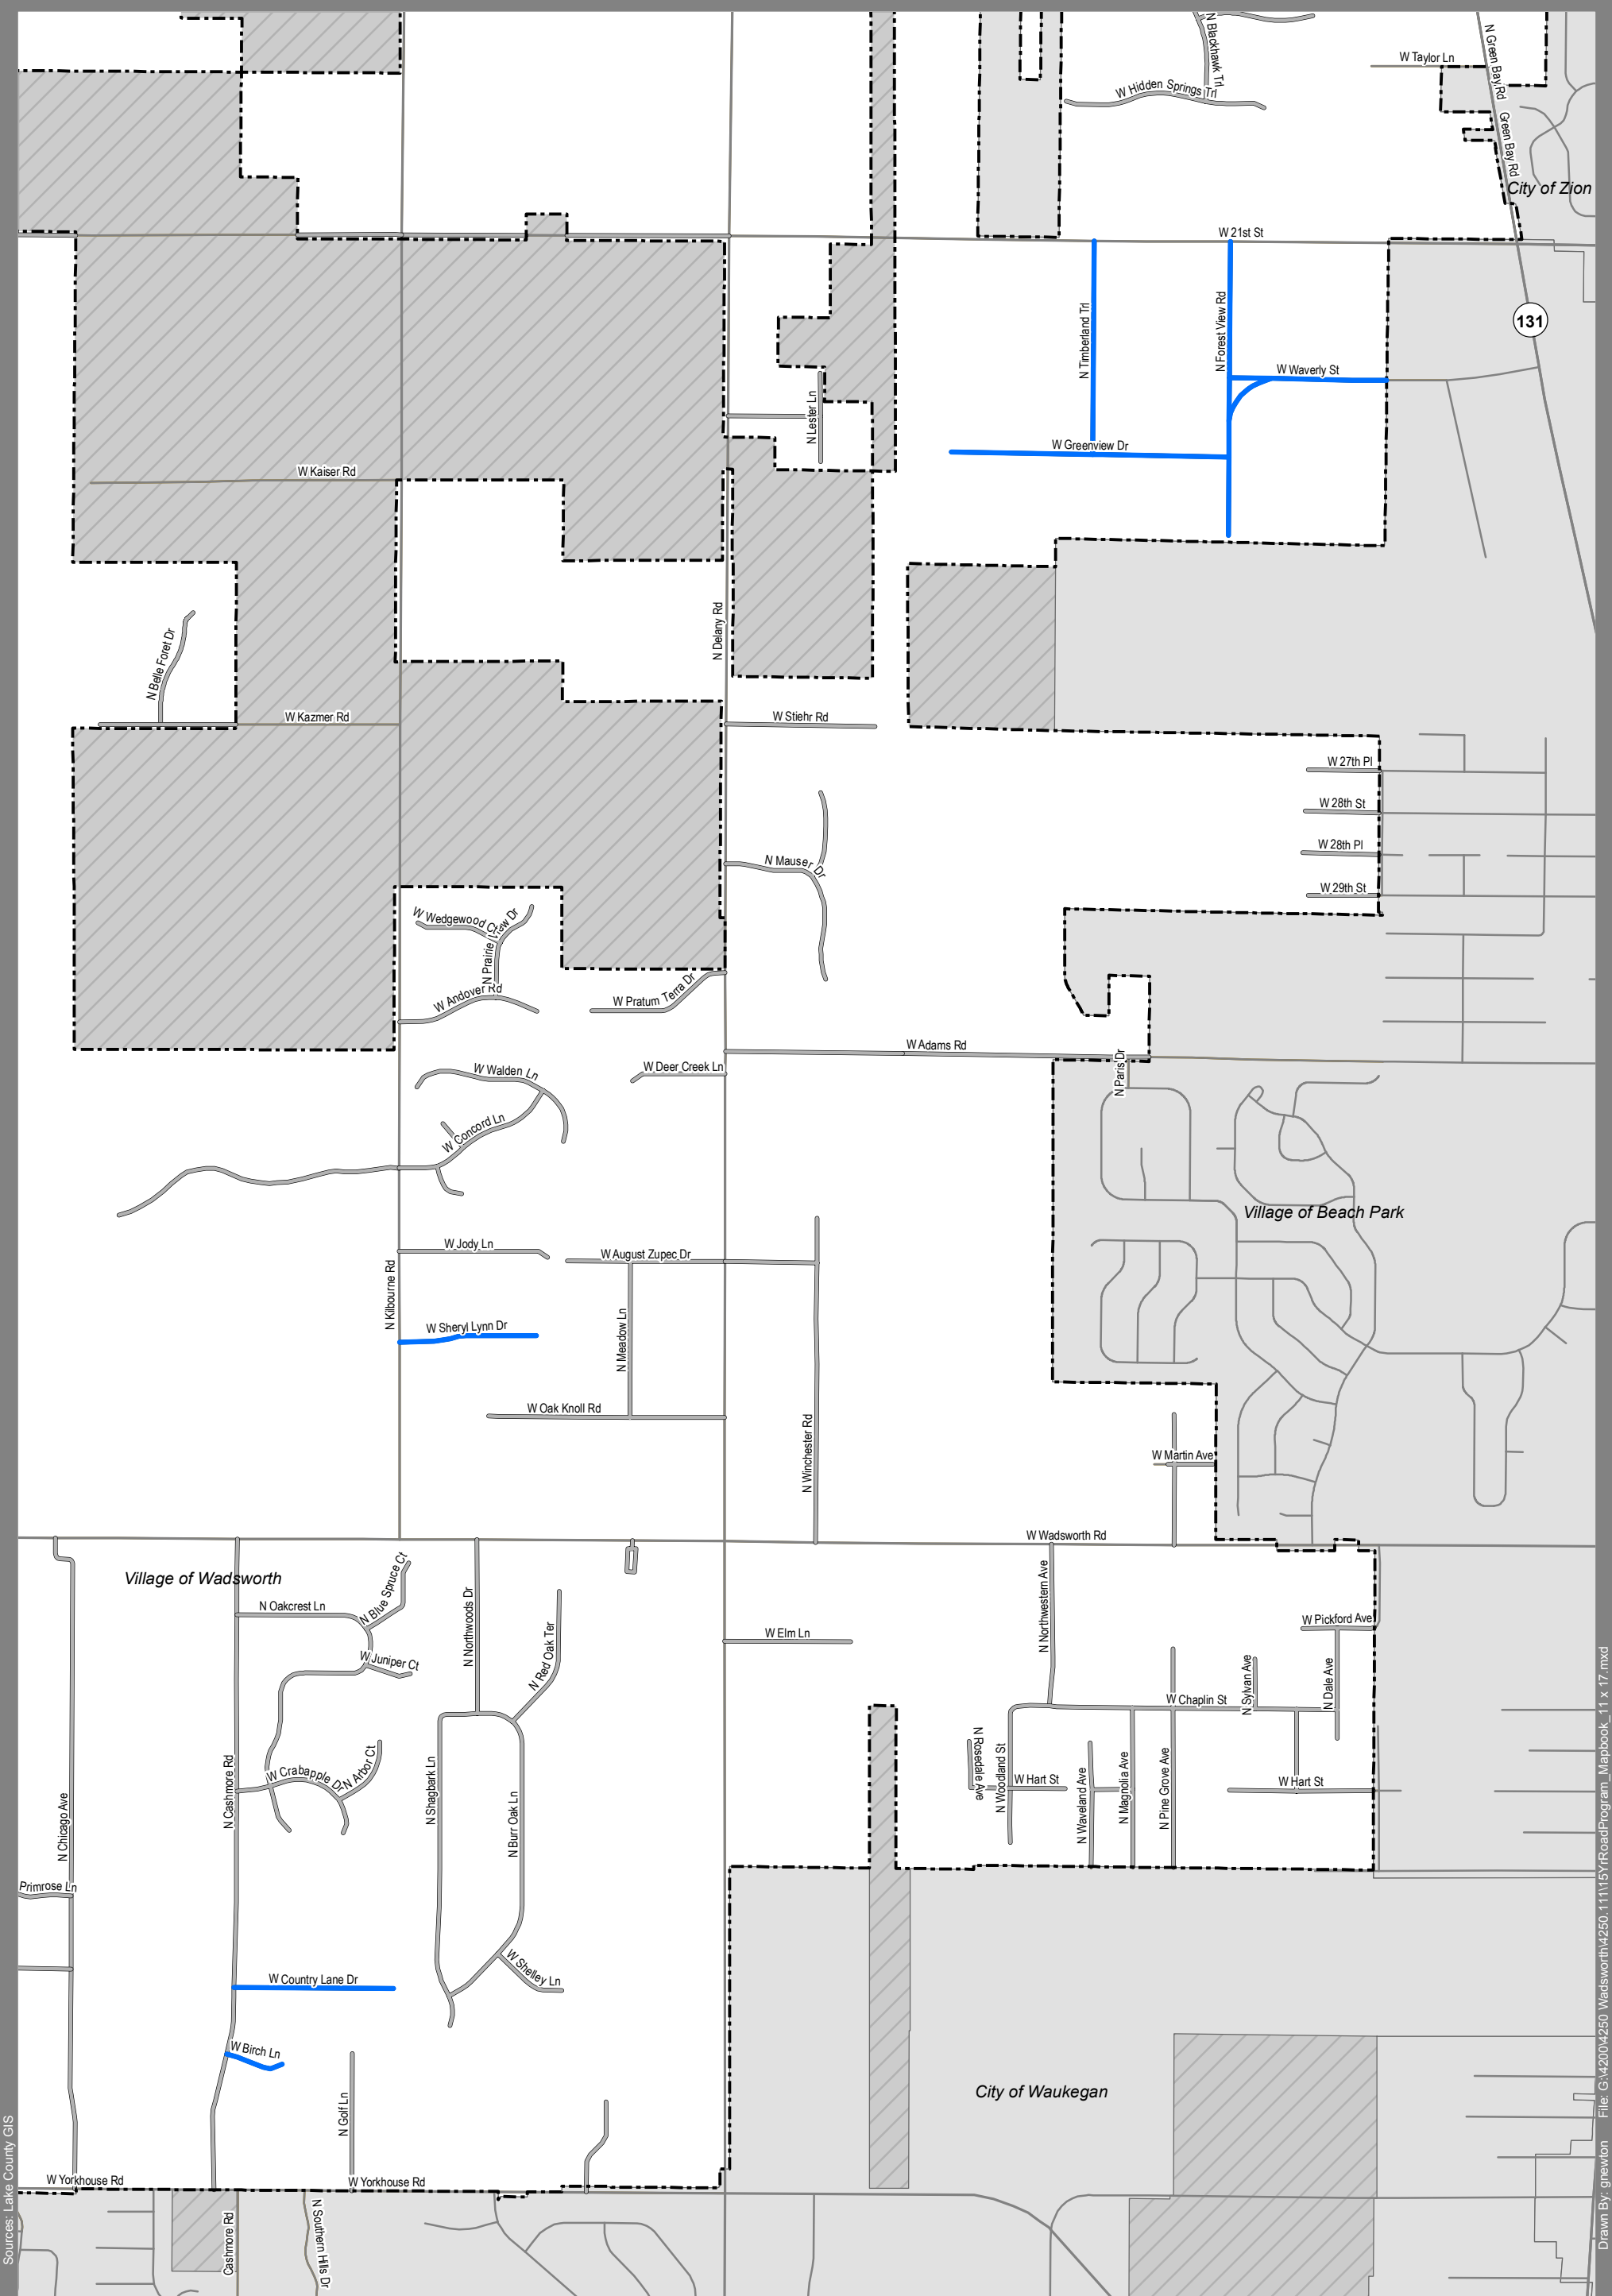 N Blackhawk Trl
N Green Bay Rd
W Taylor Ln
W Hidden Springs Trl
Green Bay Rd
City of Zion
W 21st St
131
N Timberland Trl
N Forest View Rd
W Waverly St
N Lester Ln
W Greenview Dr
W Kaiser Rd
N Delany Rd
N Belle Foret Dr
W Kazmer Rd
W Stiehr Rd
W 27th Pl
W 28th St
W 28th Pl
N Mauser Dr
W 29th St
W Wedgewood Ct
N Prairie View Dr
W Andover Rd
W Pratum Terra Dr
W Adams Rd
N Paris Dr
W Deer Creek Ln
W Walden Ln
W Concord Ln
Village of Beach Park
W Jody Ln
W August Zupec Dr
N Kilbourne Rd
W Sheryl Lynn Dr
N Meadow Ln
W Oak Knoll Rd
N Winchester Rd
W Martin Ave
W Wadsworth Rd
Village of Wadsworth
N Blue Spruce Ct
N Oakcrest Ln
N Northwoods Dr
N Red Oak Ter
W Juniper Ct
W Elm Ln
N Northwestern Ave
W Pickford Ave
N Sylvan Ave
N Dale Ave
W Chaplin St
N Rosedale Ave
N Woodland St
W Hart St
N Waveland Ave
N Magnolia Ave
N Pine Grove Ave
W Hart St
N Chicago Ave
N Cashmore Rd
W Crabapple Dr
N Arbor Ct
N Shagbark Ln
N Burr Oak Ln
Primrose Ln
W Shelley Ln
W Country Lane Dr
W Birch Ln
N Golf Ln
City of Waukegan
W Yorkhouse Rd
W Yorkhouse Rd
Cashmore Rd
N Southern Hills Dr
Sources: Lake County GIS
Drawn By: gnewton File: G:\4200\4250 Wadsworth\4250.111\15YrRoadProgram_Mapbook_11 x 17.mxd